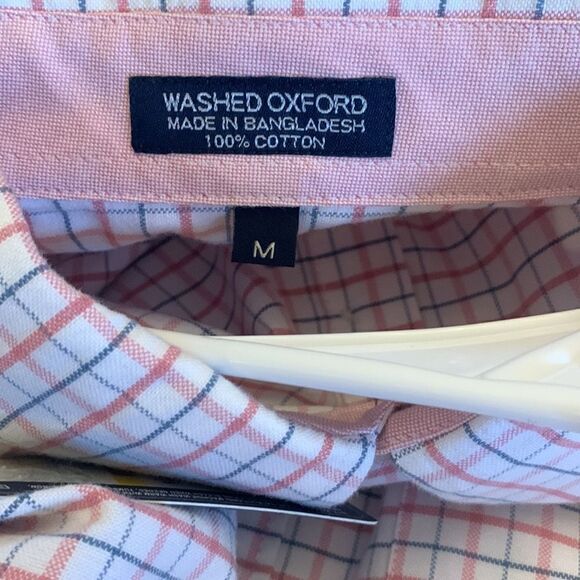 WASHED OXFORD
MADE IN BANGLADESH
100% COTTON
M